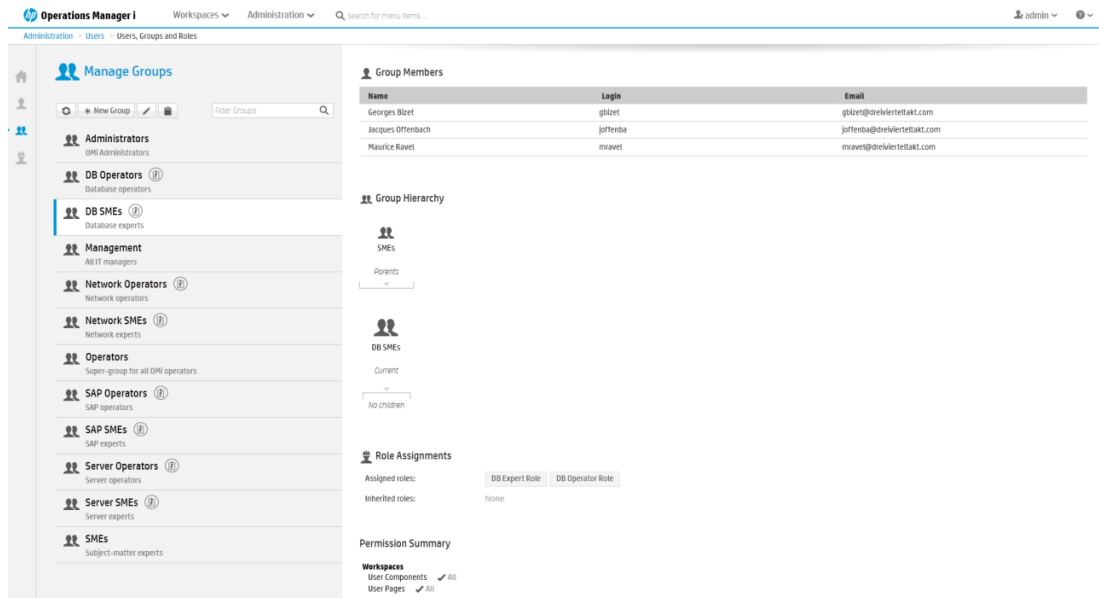 hp Operations Manager i Workspaces Administration search for menu items ... admin
Administration > Users > Users, Groups and Roles
Manage Groups
New Group Filter Groups
Administrators
OMi Administrators
DB Operators
Database operators
DB SMEs
Database experts
Management
All IT managers
Network Operators
Network operators
Network SMEs
Network experts
Operators
Super-group for all OMi operators
SAP Operators
SAP operators
SAP SMEs
SAP experts
Server Operators
Server operators
Server SMEs
Server experts
SMEs
Subject-matter experts
Group Members
Name Login Email
Georges Bizet gbizet gbizet@dreivierteltakt.com
Jacques Offenbach joffenba joffenba@dreivierteltakt.com
Maurice Ravel mravel mravel@dreivierteltakt.com
Group Hierarchy
SMEs
Parents
DB SMEs
Current
No children
Role Assignments
Assigned roles: DB Expert Role DB Operator Role
Inherited roles: None
Permission Summary
Workspaces
User Components All
User Pages All